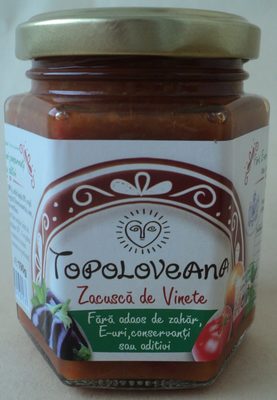 TOPOLOVEANA
Zacuscă de Vinete
Fără adaos de zahăr,
E-uri, conservanți
sau aditivi